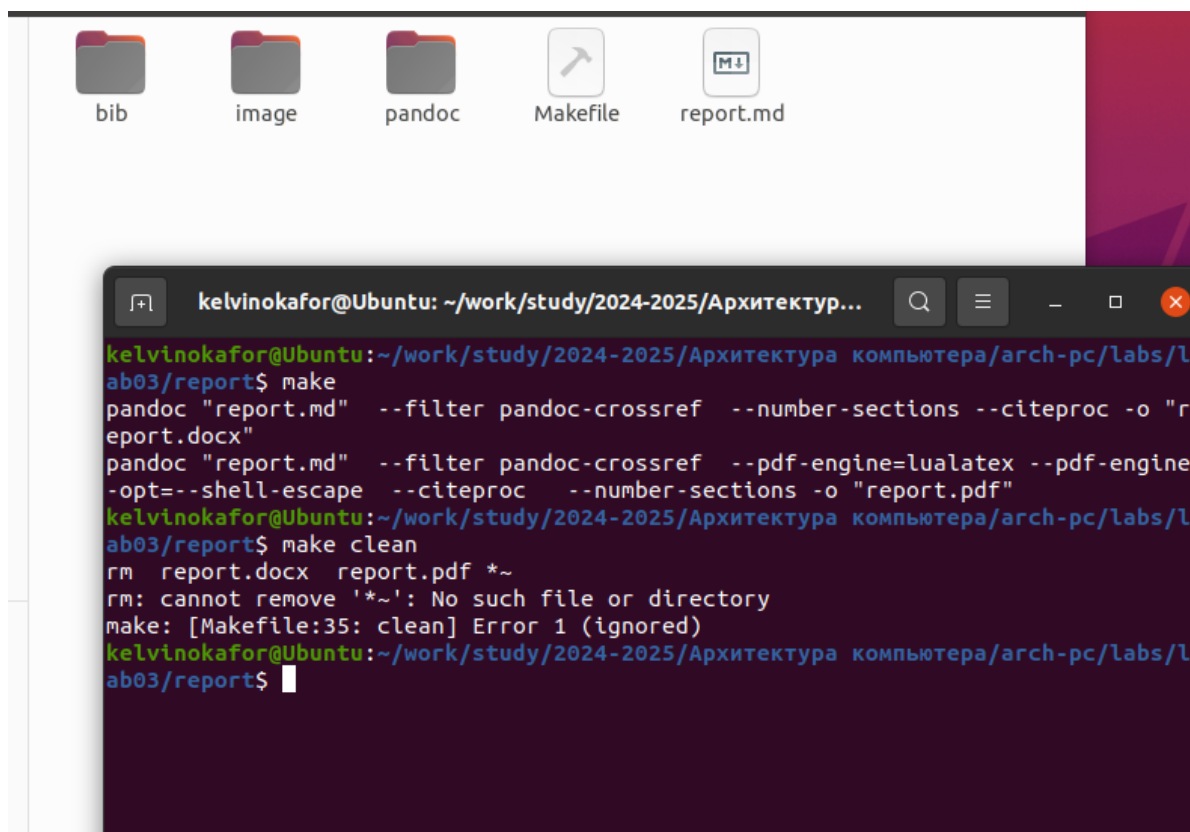 bib image pandoc Makefile report.md
kelvinokafor@Ubuntu: ~/work/study/2024-2025/Архитектур...
kelvinokafor@Ubuntu:~/work/study/2024-2025/Архитектура компьютера/arch-pc/labs/l
ab03/report$ make
pandoc "report.md"  --filter pandoc-crossref  --number-sections --citeproc -o "r
eport.docx"
pandoc "report.md"  --filter pandoc-crossref  --pdf-engine=lualatex --pdf-engine
-opt=--shell-escape  --citeproc   --number-sections -o "report.pdf"
kelvinokafor@Ubuntu:~/work/study/2024-2025/Архитектура компьютера/arch-pc/labs/l
ab03/report$ make clean
rm  report.docx  report.pdf *~
rm: cannot remove '*~': No such file or directory
make: [Makefile:35: clean] Error 1 (ignored)
kelvinokafor@Ubuntu:~/work/study/2024-2025/Архитектура компьютера/arch-pc/labs/l
ab03/report$